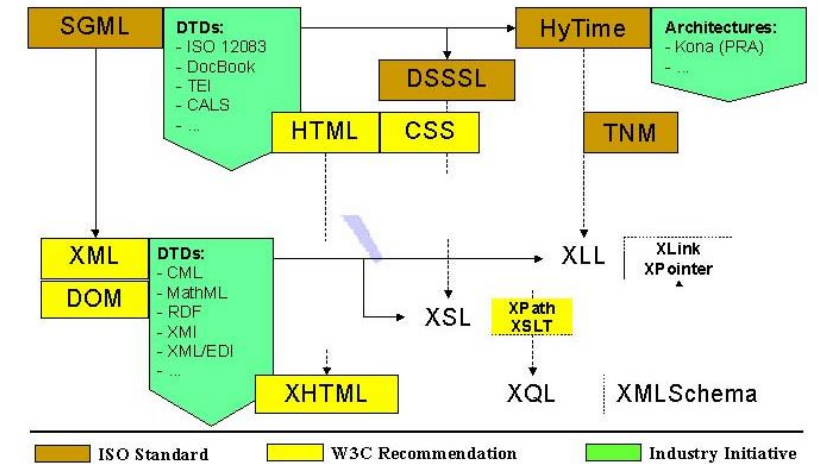 SGML
DTDs:
- ISO 12083
- DocBook
- TEI
- CALS
- ...
HyTime
Architectures:
- Kona (PRA)
- ...
DSSSL
HTML
CSS
TNM
XML
DOM
DTDs:
- CML
- MathML
- RDF
- XMI
- XML/EDI
- ...
XLL
XLink
XPointer
XSL
XPath
XSLT
XHTML
XQL
XMLSchema
ISO Standard
W3C Recommendation
Industry Initiative